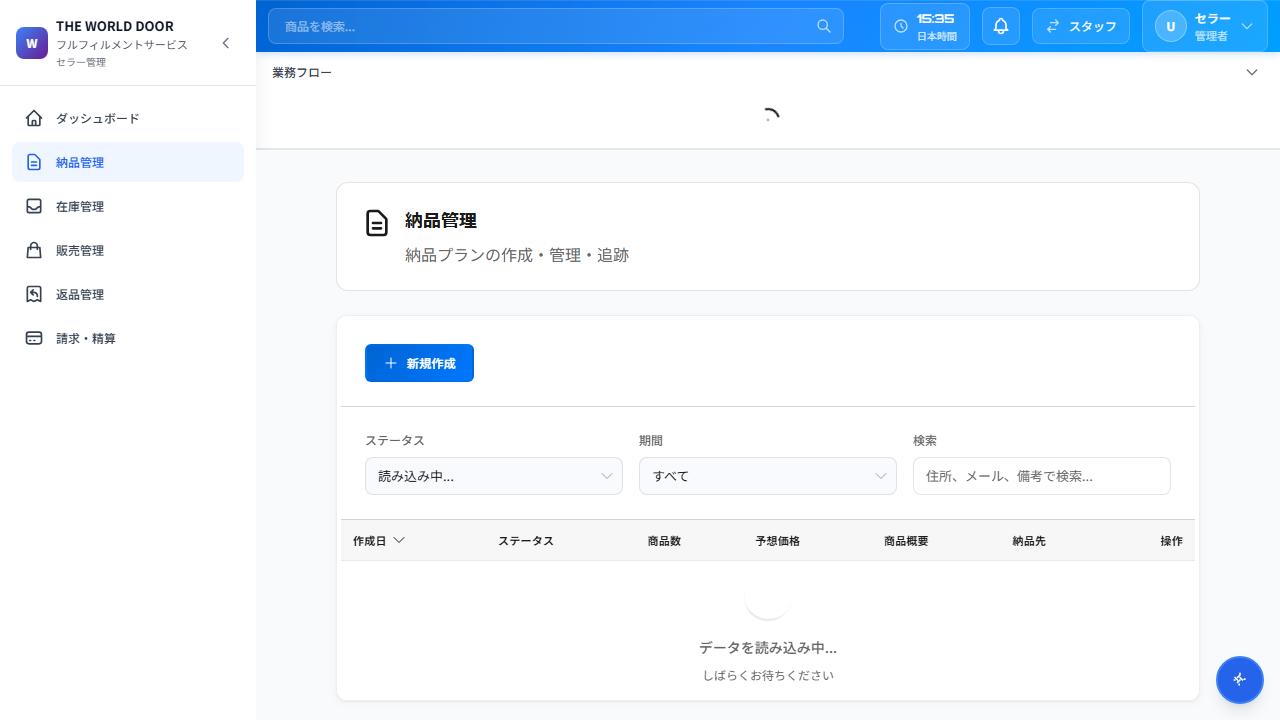 W
THE WORLD DOOR
フルフィルメントサービス
セラー管理
ダッシュボード
納品管理
在庫管理
販売管理
返品管理
請求・精算
商品を検索...
15:35
日本時間
スタッフ
U
セラー
管理者
業務フロー
納品管理
納品プランの作成・管理・追跡
新規作成
ステータス
読み込み中...
期間
すべて
検索
住所、メール、備考で検索...
作成日 ステータス 商品数 予想価格 商品概要 納品先 操作
データを読み込み中...
しばらくお待ちください